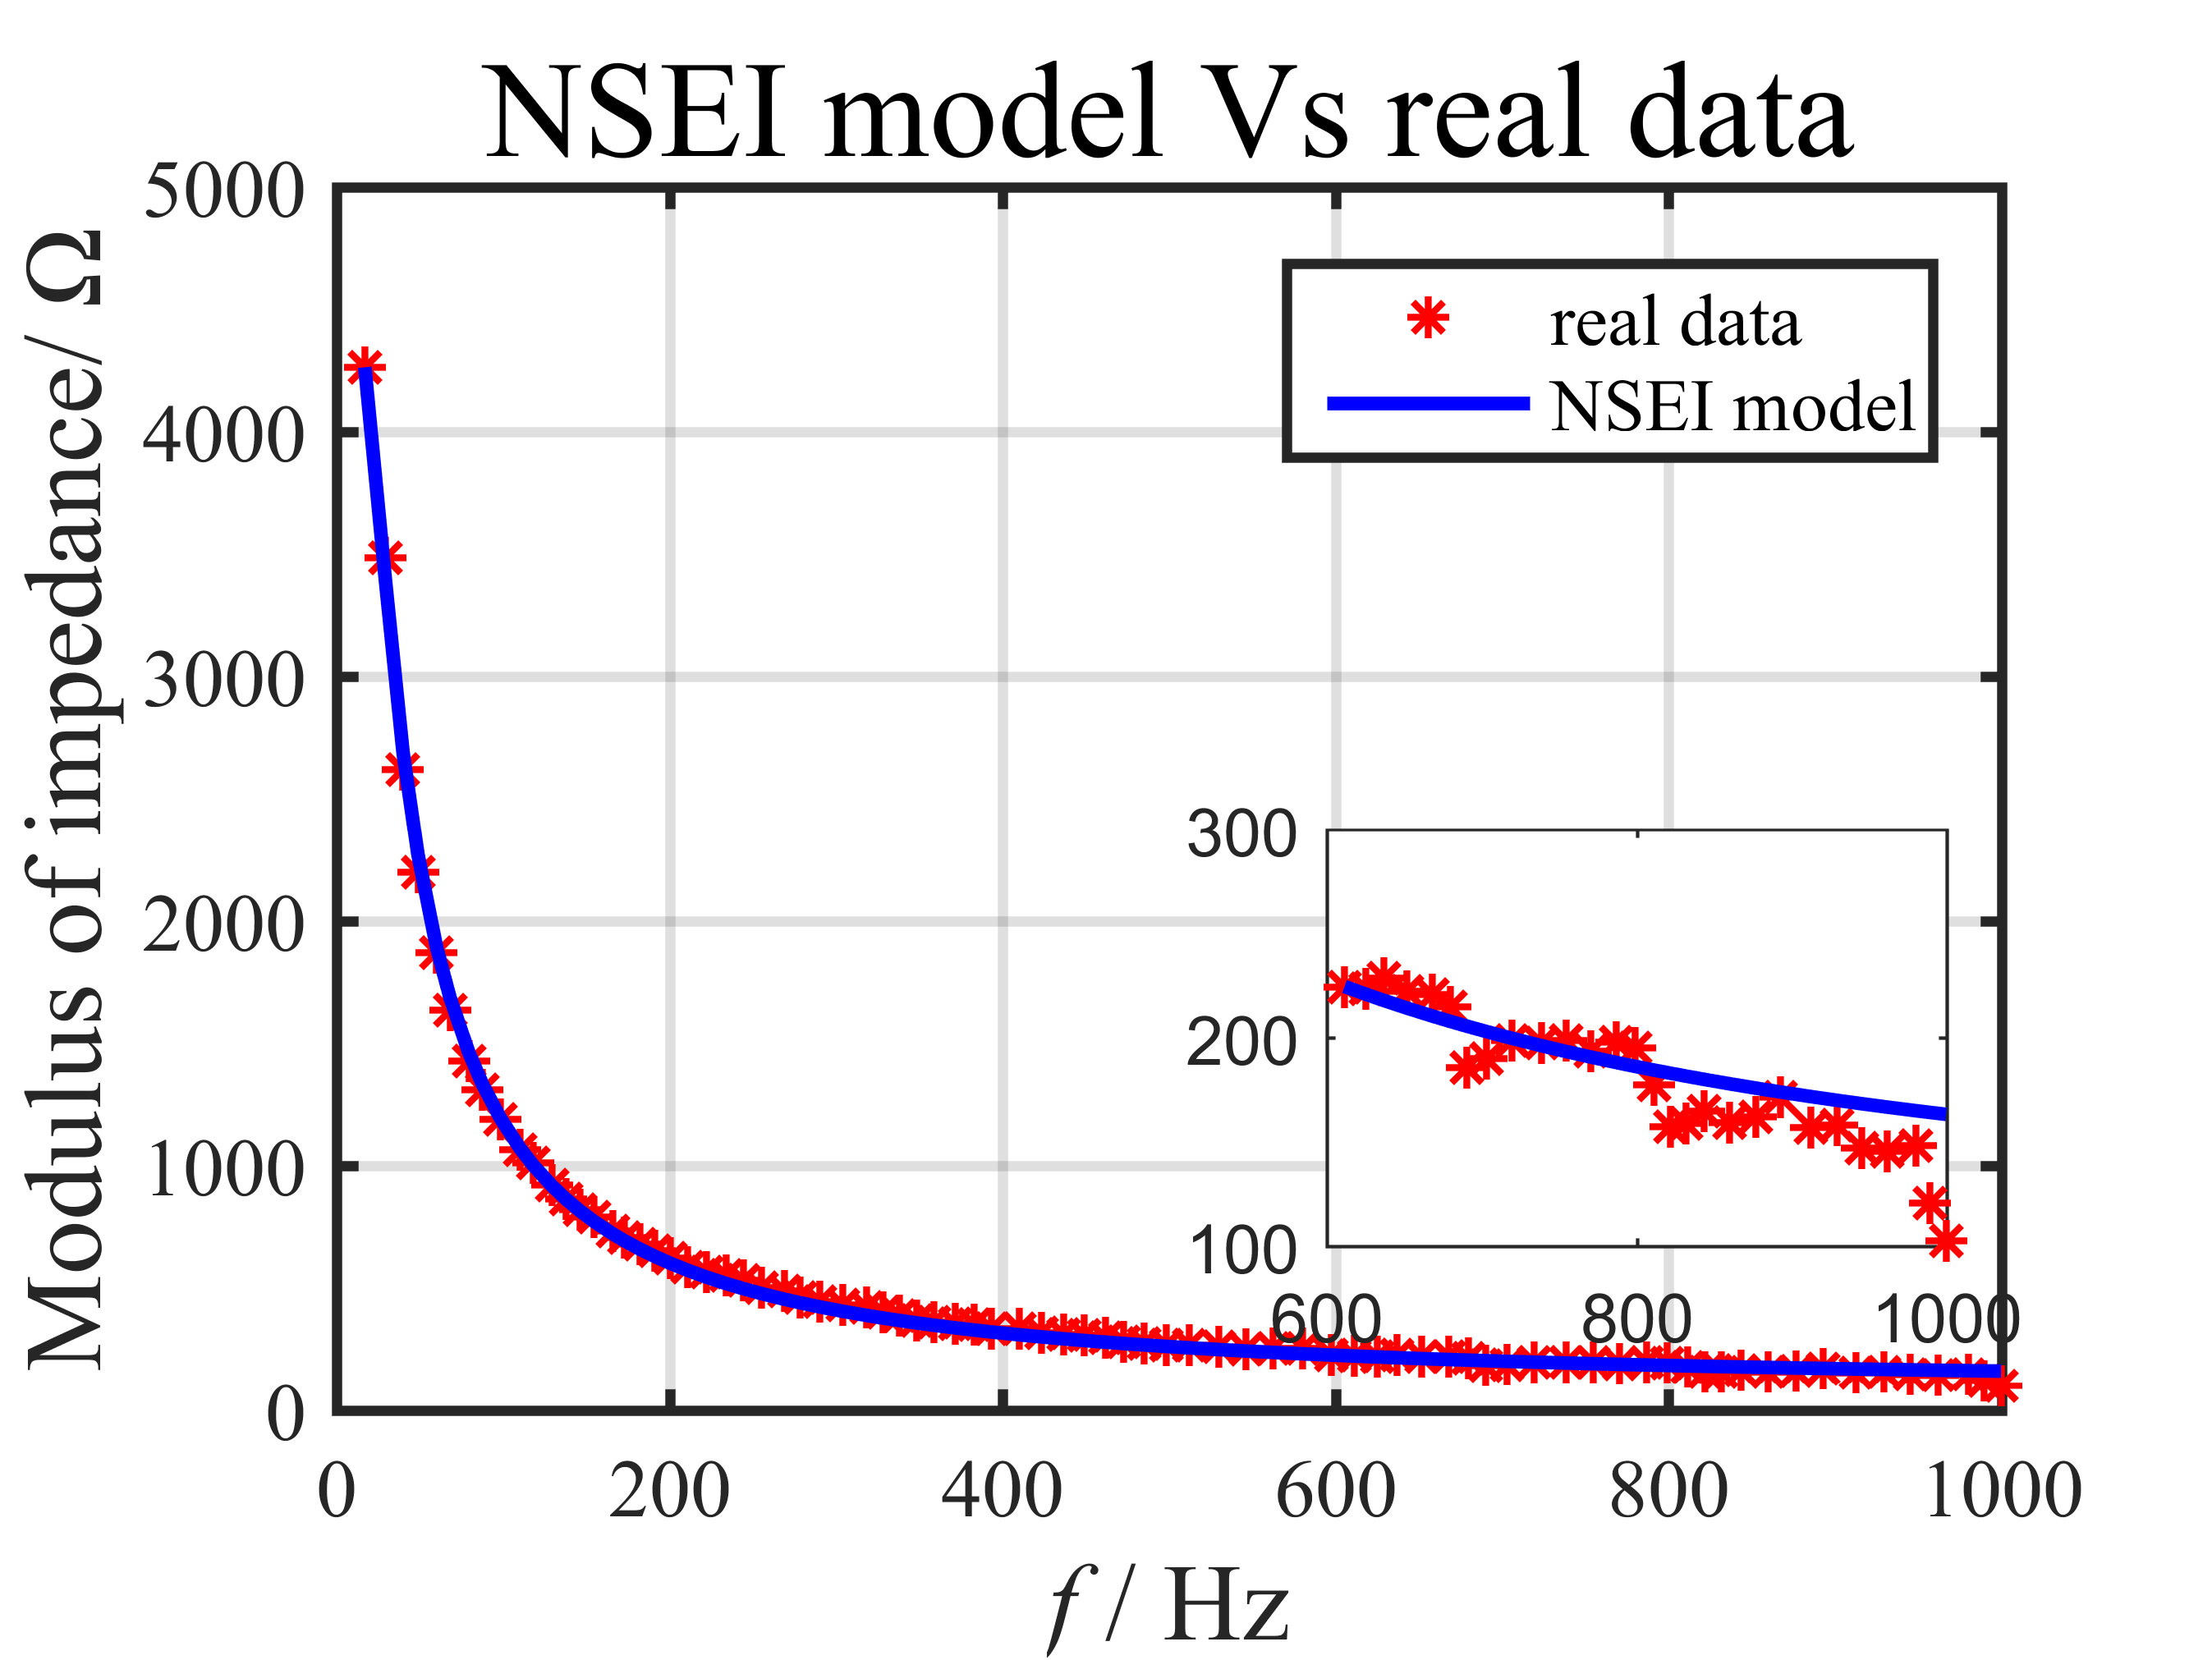 NSEI model Vs real data
Modulus of impedance/ Ω
5000
4000
3000
2000
1000
0
real data
NSEI model
300
200
100
600 800 1000
0 200 400 600 800 1000
f / Hz